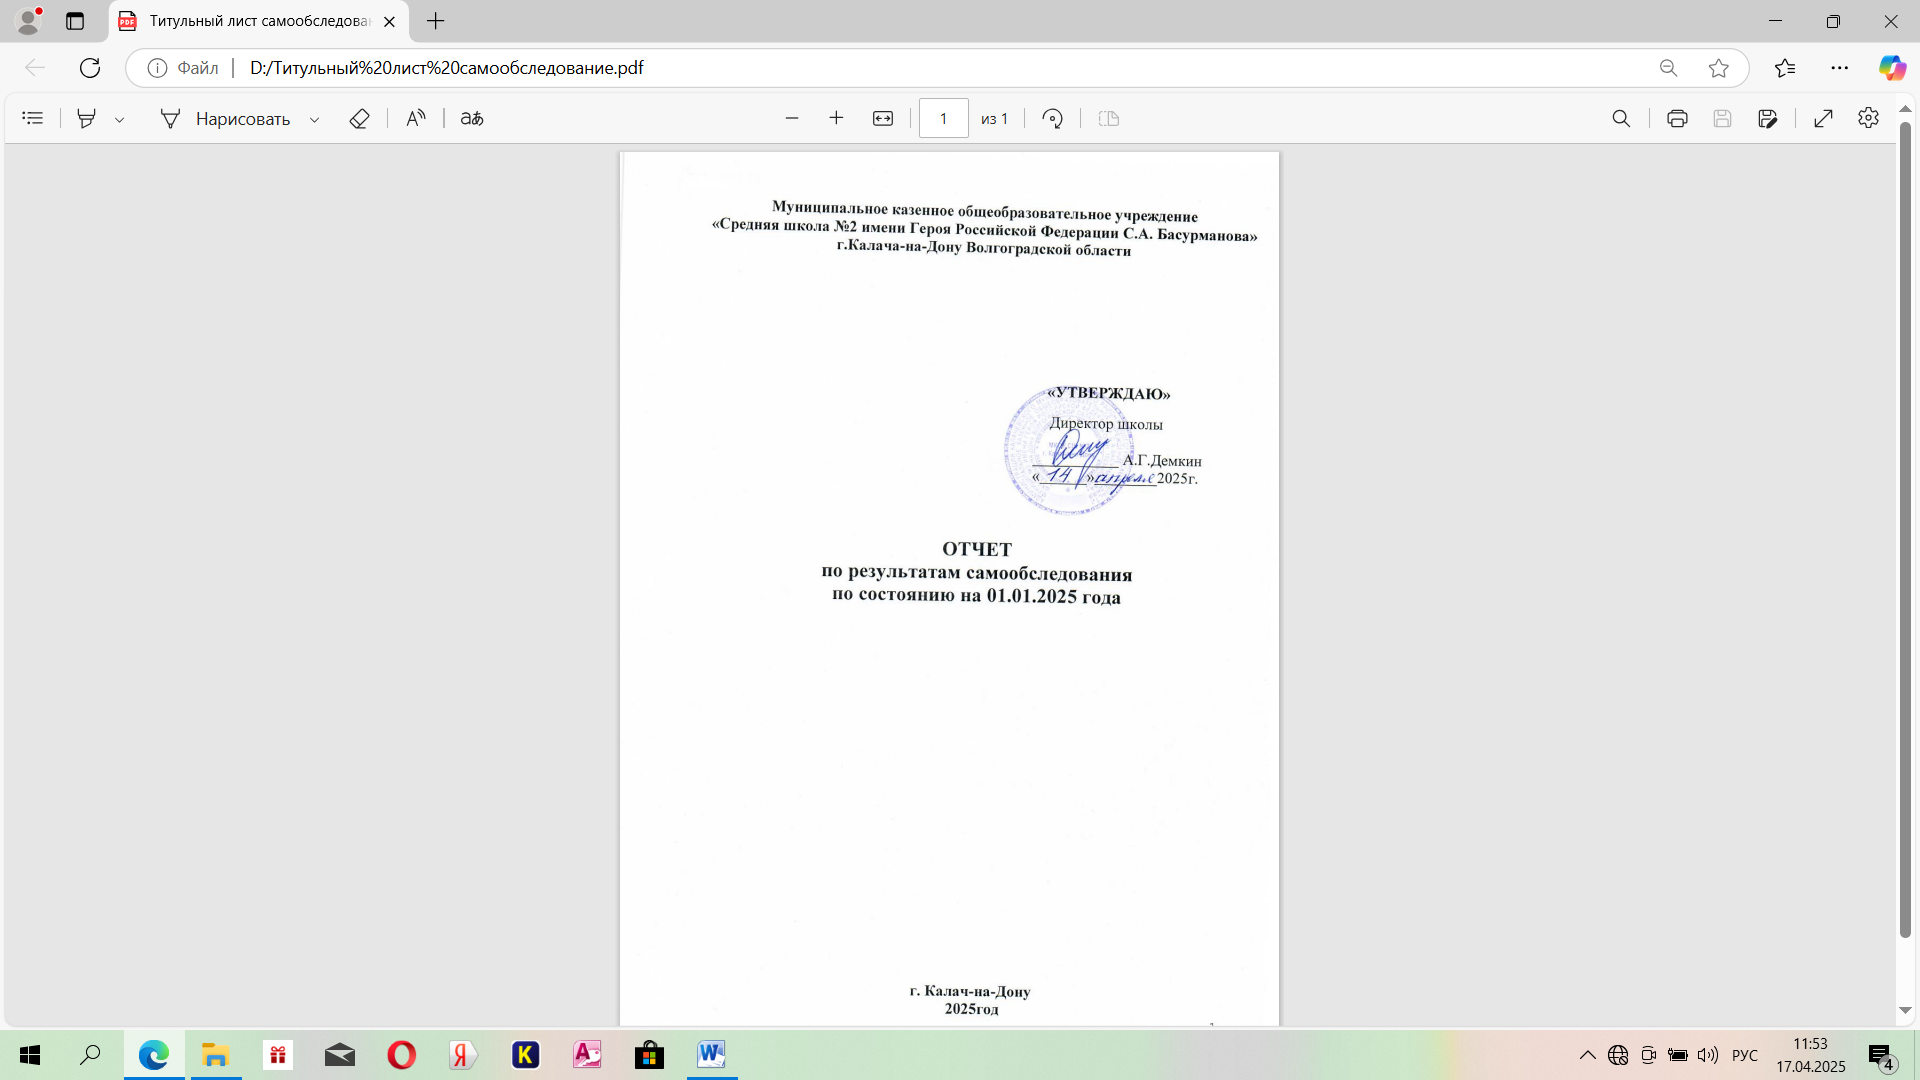 Титульный лист самообследова
Файл
D:/Титульный%20лист%20самообследование.pdf
Нарисовать
1 из 1
Муниципальное казенное общеобразовательное учреждение
«Средняя школа №2 имени Героя Российской Федерации С.А. Басурманова»
г.Калача-на-Дону Волгоградской области
«УТВЕРЖДАЮ»
Директор школы
А.Г.Демкин
«14» апреля 2025г.
ОТЧЕТ
по результатам самообследования
по состоянию на 01.01.2025 года
г. Калач-на-Дону
2025год
РУС
11:53
17.04.2025
4